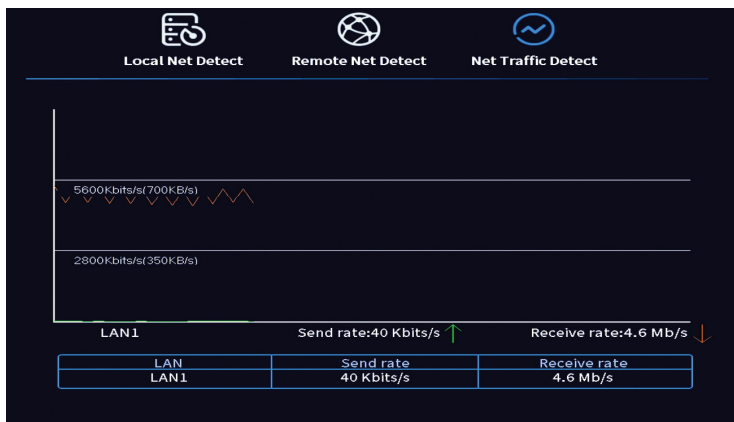 Local Net Detect Remote Net Detect Net Traffic Detect
5600Kbits/s(700KB/s)
2800Kbits/s(350KB/s)
LAN1 Send rate:40 Kbits/s Receive rate:4.6 Mb/s
LAN Send rate Receive rate
LAN1 40 Kbits/s 4.6 Mb/s